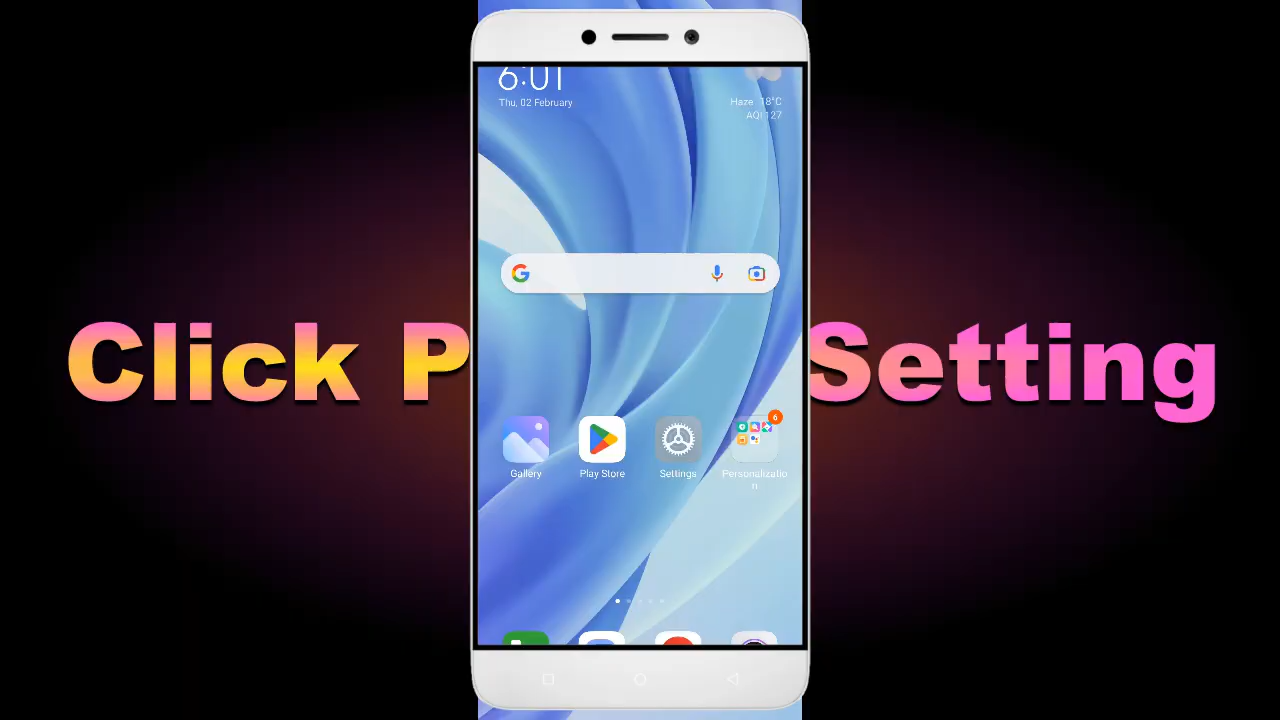 6:01
Thu, 02 February
Haze 18°C
AQI 127
Click P Setting
6
Gallery
Play Store
Settings
Personalizatio
n